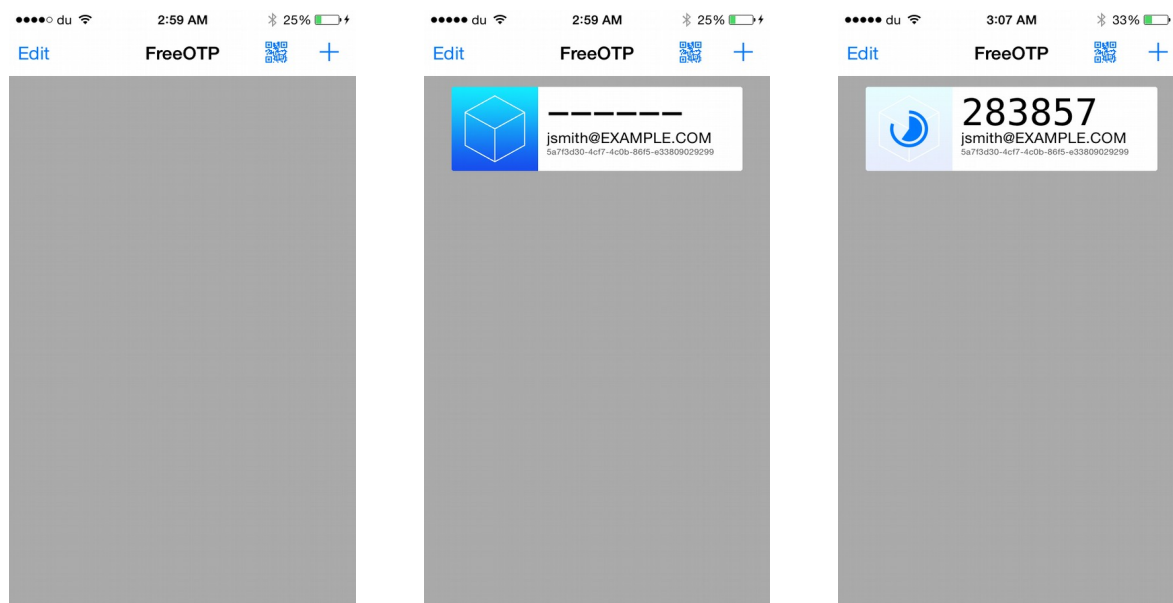 ●●●●○ du 2:59 AM 25%
Edit FreeOTP +
●●●●● du 2:59 AM 25%
Edit FreeOTP +
––––––
jsmith@EXAMPLE.COM
5a7f3d30-4cf7-4c0b-86f5-e33809029299
●●●●● du 3:07 AM 33%
Edit FreeOTP +
283857
jsmith@EXAMPLE.COM
5a7f3d30-4cf7-4c0b-86f5-e33809029299